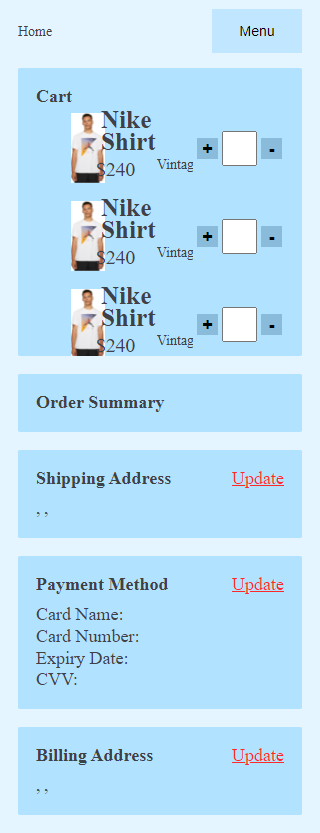 Home
Menu
Cart
Nike
Shirt
$240
Vintag
+
-
Nike
Shirt
$240
Vintag
+
-
Nike
Shirt
$240
Vintag
+
-
Order Summary
Shipping Address
Update
, ,
Payment Method
Update
Card Name:
Card Number:
Expiry Date:
CVV:
Billing Address
Update
, ,